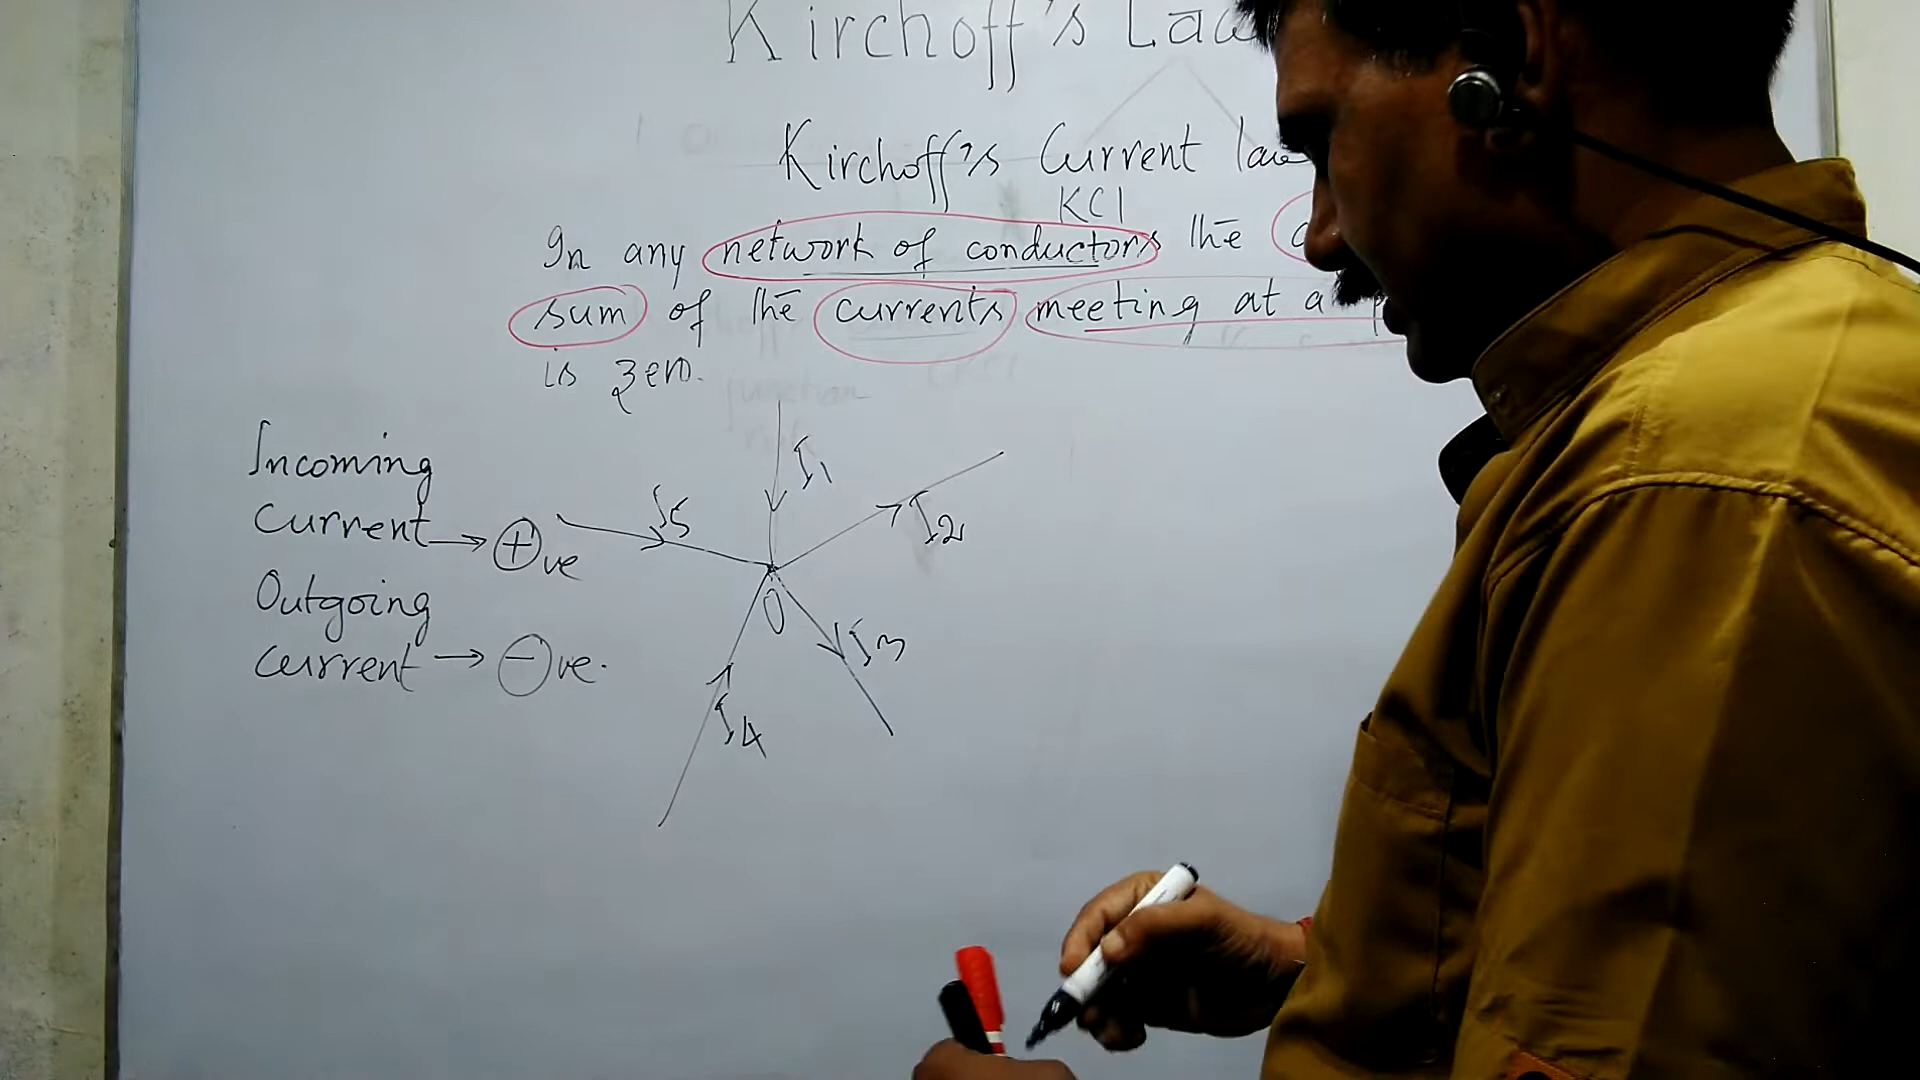 Kirchoff's La
Kirchoff's Current law
KCl
In any network of conductors the
sum of the currents meeting at a
is zero.
Incoming
Current → + ve
Outgoing
Current → - ve.
I1
I2
I3
I4
I5
O